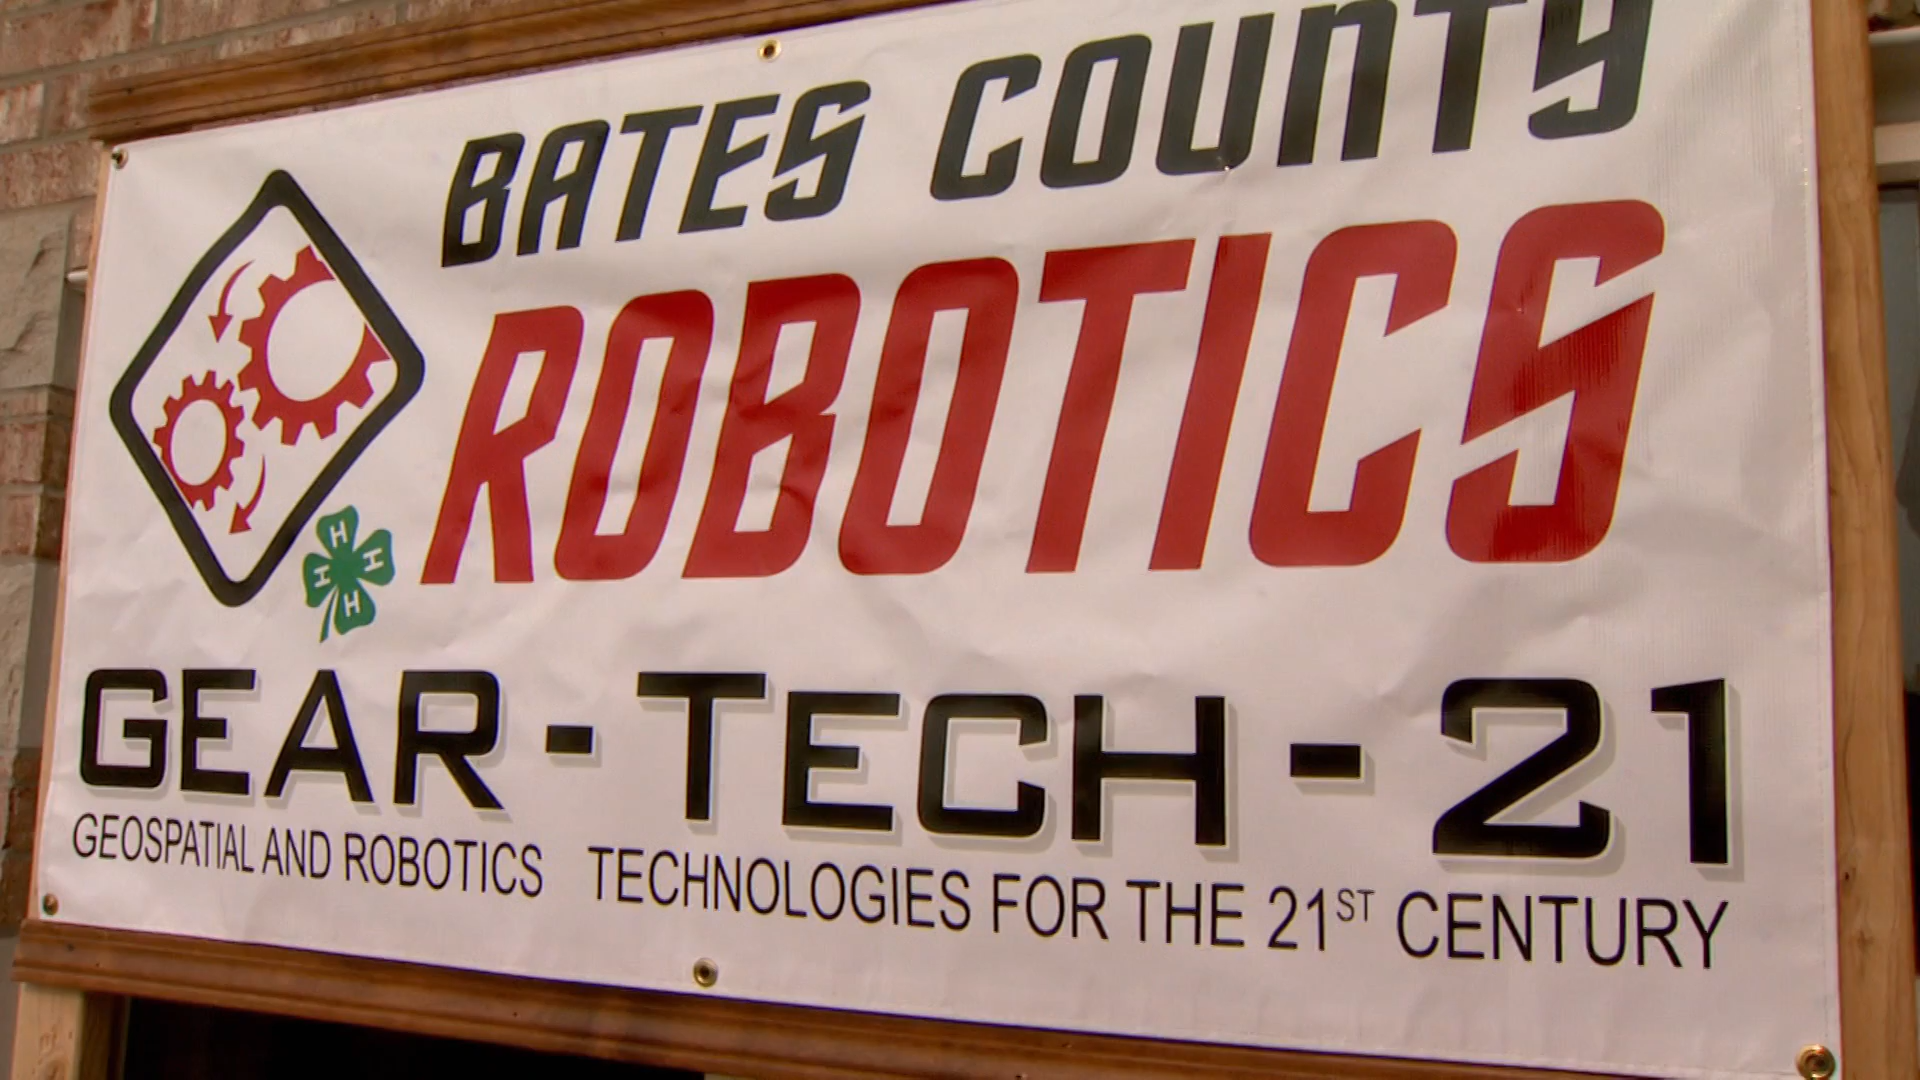 BATES COUNTY
ROBOTICS
H
H H
H
GEAR-TECH-21
GEOSPATIAL AND ROBOTICS TECHNOLOGIES FOR THE 21ST CENTURY